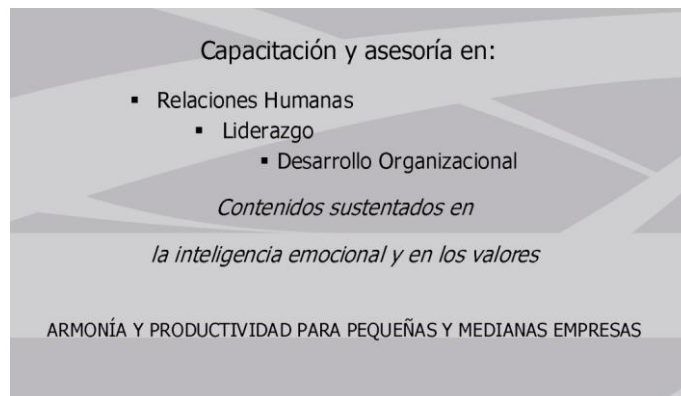 Capacitación y asesoría en:
▪ Relaciones Humanas
▪ Liderazgo
▪ Desarrollo Organizacional
Contenidos sustentados en
la inteligencia emocional y en los valores
ARMONÍA Y PRODUCTIVIDAD PARA PEQUEÑAS Y MEDIANAS EMPRESAS